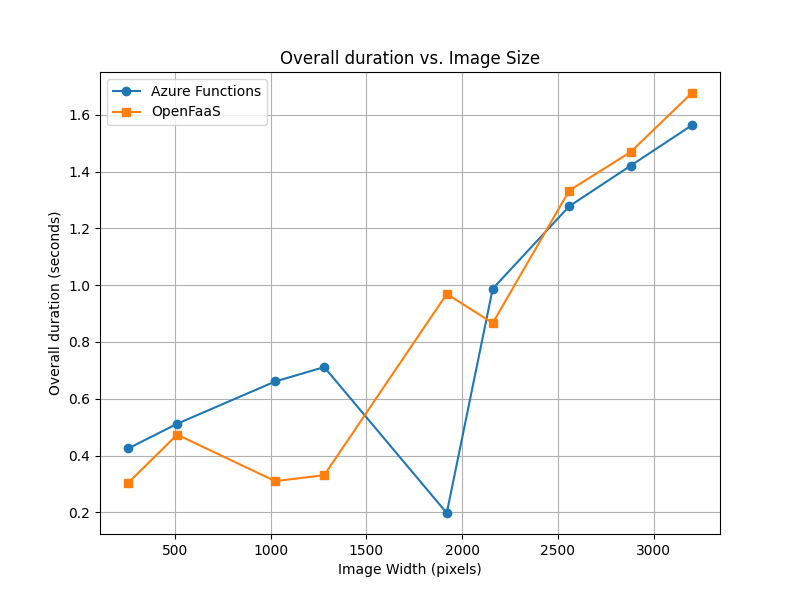 Overall duration vs. Image Size
Azure Functions
OpenFaaS
Overall duration (seconds)
1.6
1.4
1.2
1.0
0.8
0.6
0.4
0.2
500
1000
1500
2000
2500
3000
Image Width (pixels)